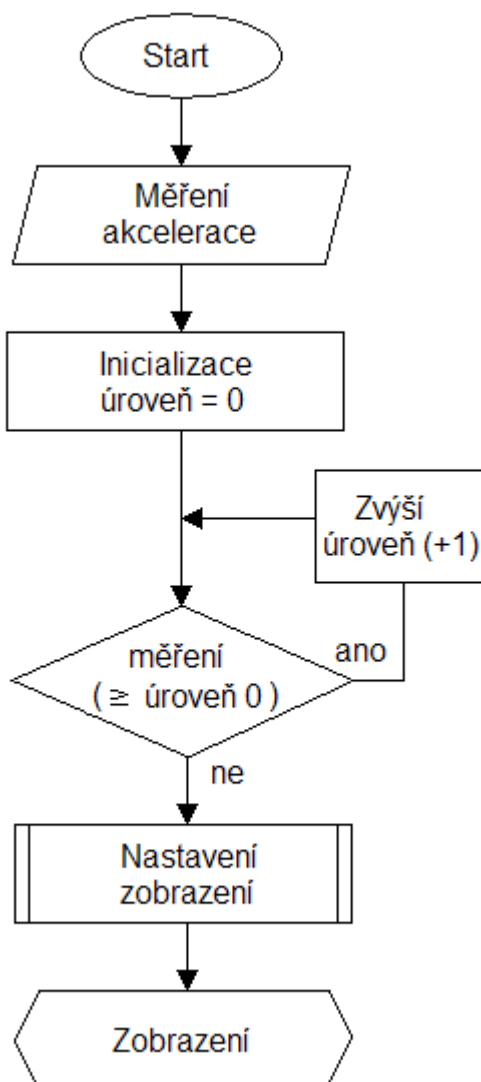 Start
Měření
akcelerace
Inicializace
úroveň = 0
Zvýší
úroveň (+1)
měření
( ≥ úroveň 0 )
ano
ne
Nastavení
zobrazení
Zobrazení